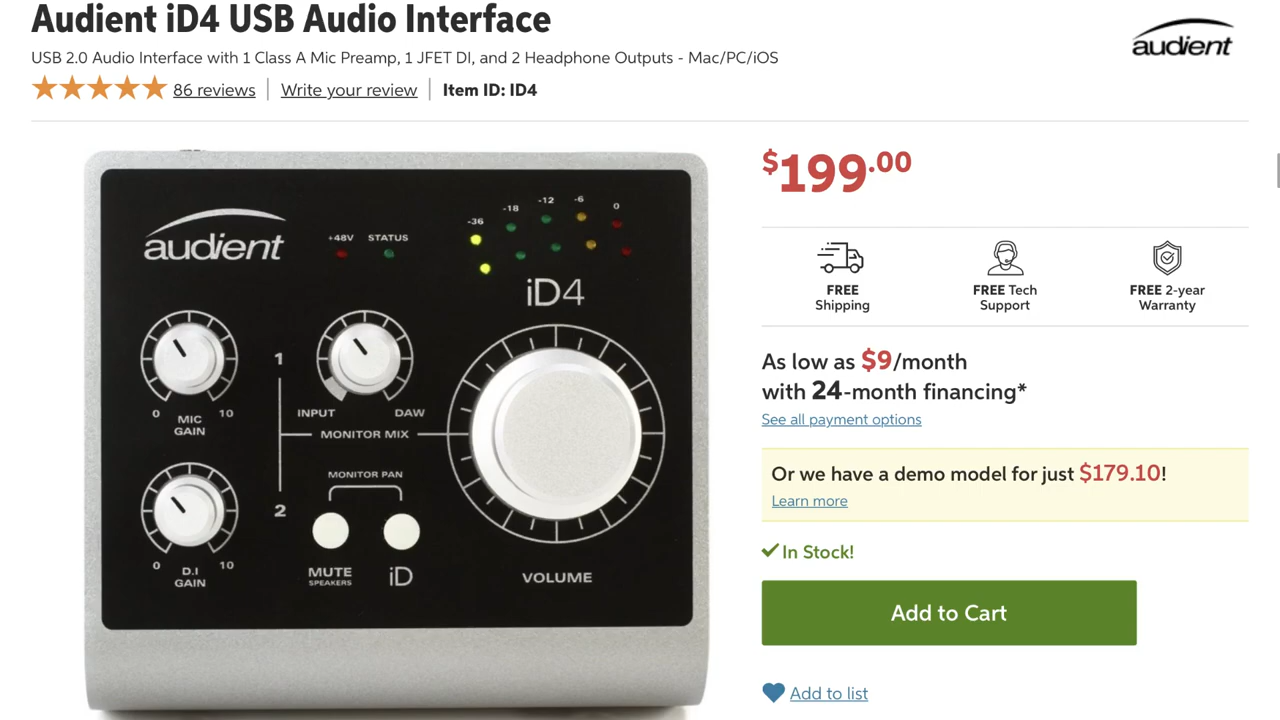 Audient iD4 USB Audio Interface
USB 2.0 Audio Interface with 1 Class A Mic Preamp, 1 JFET DI, and 2 Headphone Outputs - Mac/PC/iOS
86 reviews
Write your review
Item ID: ID4
audient
audient
+48V
STATUS
-36
-18
-12
-6
0
iD4
1
0
10
MIC
GAIN
INPUT
DAW
MONITOR MIX
MONITOR PAN
2
0
10
D.I
GAIN
MUTE
SPEAKERS
iD
VOLUME
$199.00
FREE
Shipping
FREE Tech
Support
FREE 2-year
Warranty
As low as $9/month
with 24-month financing*
See all payment options
Or we have a demo model for just $179.10!
Learn more
In Stock!
Add to Cart
Add to list